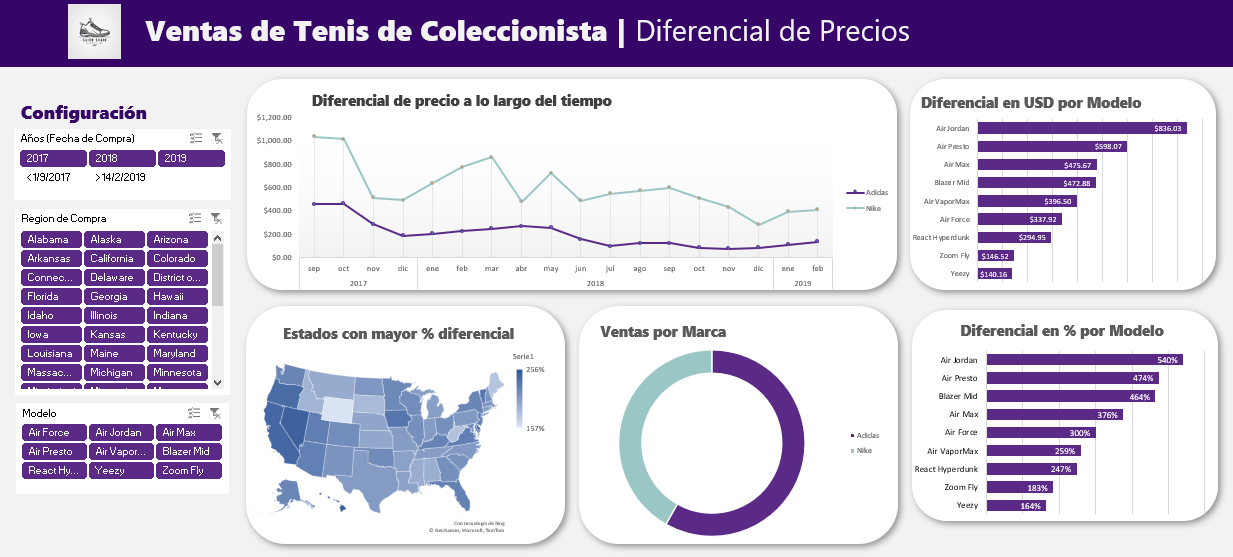 Ventas de Tenis de Coleccionista | Diferencial de Precios
Configuración
Años (Fecha de Compra)
2017 2018 2019
<1/9/2017 >14/2/2019
Region de Compra
Alabama Alaska Arizona
Arkansas California Colorado
Connec... Delaware District o...
Florida Georgia Hawaii
Idaho Illinois Indiana
Iowa Kansas Kentucky
Louisiana Maine Maryland
Massac... Michigan Minnesota
Modelo
Air Force Air Jordan Air Max
Air Presto Air Vapor... Blazer Mid
React Hy... Yeezy Zoom Fly
Diferencial de precio a lo largo del tiempo
$1,200.00
$1,000.00
$800.00
$600.00
$400.00
$200.00
$0.00
sep oct nov dic ene feb mar abr may jun jul ago sep oct nov dic ene feb
2017 2018 2019
Adidas
Nike
Diferencial en USD por Modelo
Air Jordan $836.03
Air Presto $598.07
Air Max $475.67
Blazer Mid $472.88
Air VaporMax $396.50
Air Force $337.92
React Hyperdunk $294.95
Zoom Fly $146.52
Yeezy $140.16
Estados con mayor % diferencial
Serie1
256%
157%
Con tecnología de Bing
© GeoNames, Microsoft, TomTom
Ventas por Marca
Adidas
Nike
Diferencial en % por Modelo
Air Jordan 540%
Air Presto 474%
Blazer Mid 464%
Air Max 376%
Air Force 300%
Air VaporMax 259%
React Hyperdunk 247%
Zoom Fly 183%
Yeezy 164%